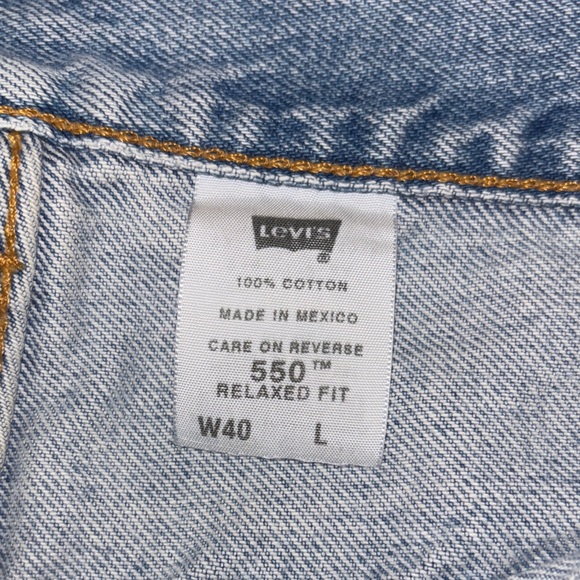 Levi's
®
100% COTTON
MADE IN MEXICO
CARE ON REVERSE
550™
RELAXED FIT
W40 L